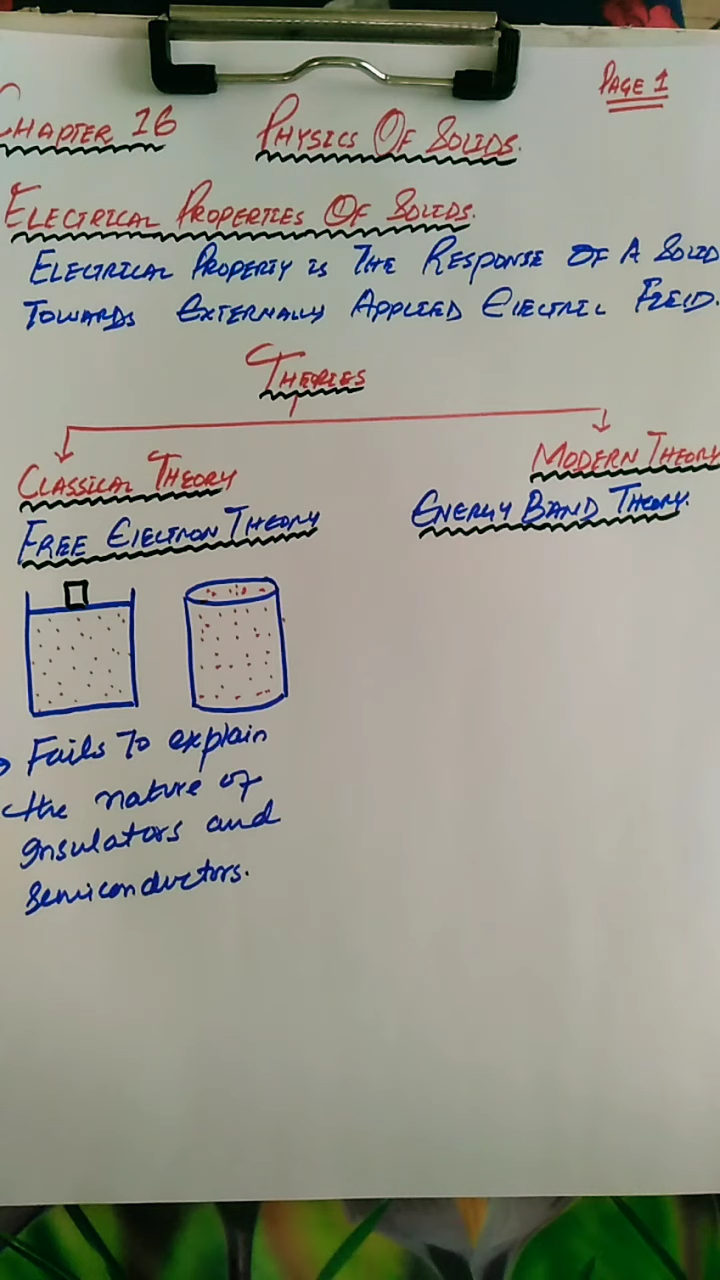 PAGE 1
CHAPTER 16 PHYSICS OF SOLIDS.
ELECTRICAL PROPERTIES OF SOLIDS.
ELECTRICAL PROPERTY IS THE RESPONSE OF A SOLID
TOWARDS EXTERNALLY APPLIED ELECTRIC FIELD.
THEORIES
CLASSICAL THEORY
MODERN THEORY
FREE ELECTRON THEORY
ENERGY BAND THEORY.
Fails To explain
the nature of
insulators and
semiconductors.